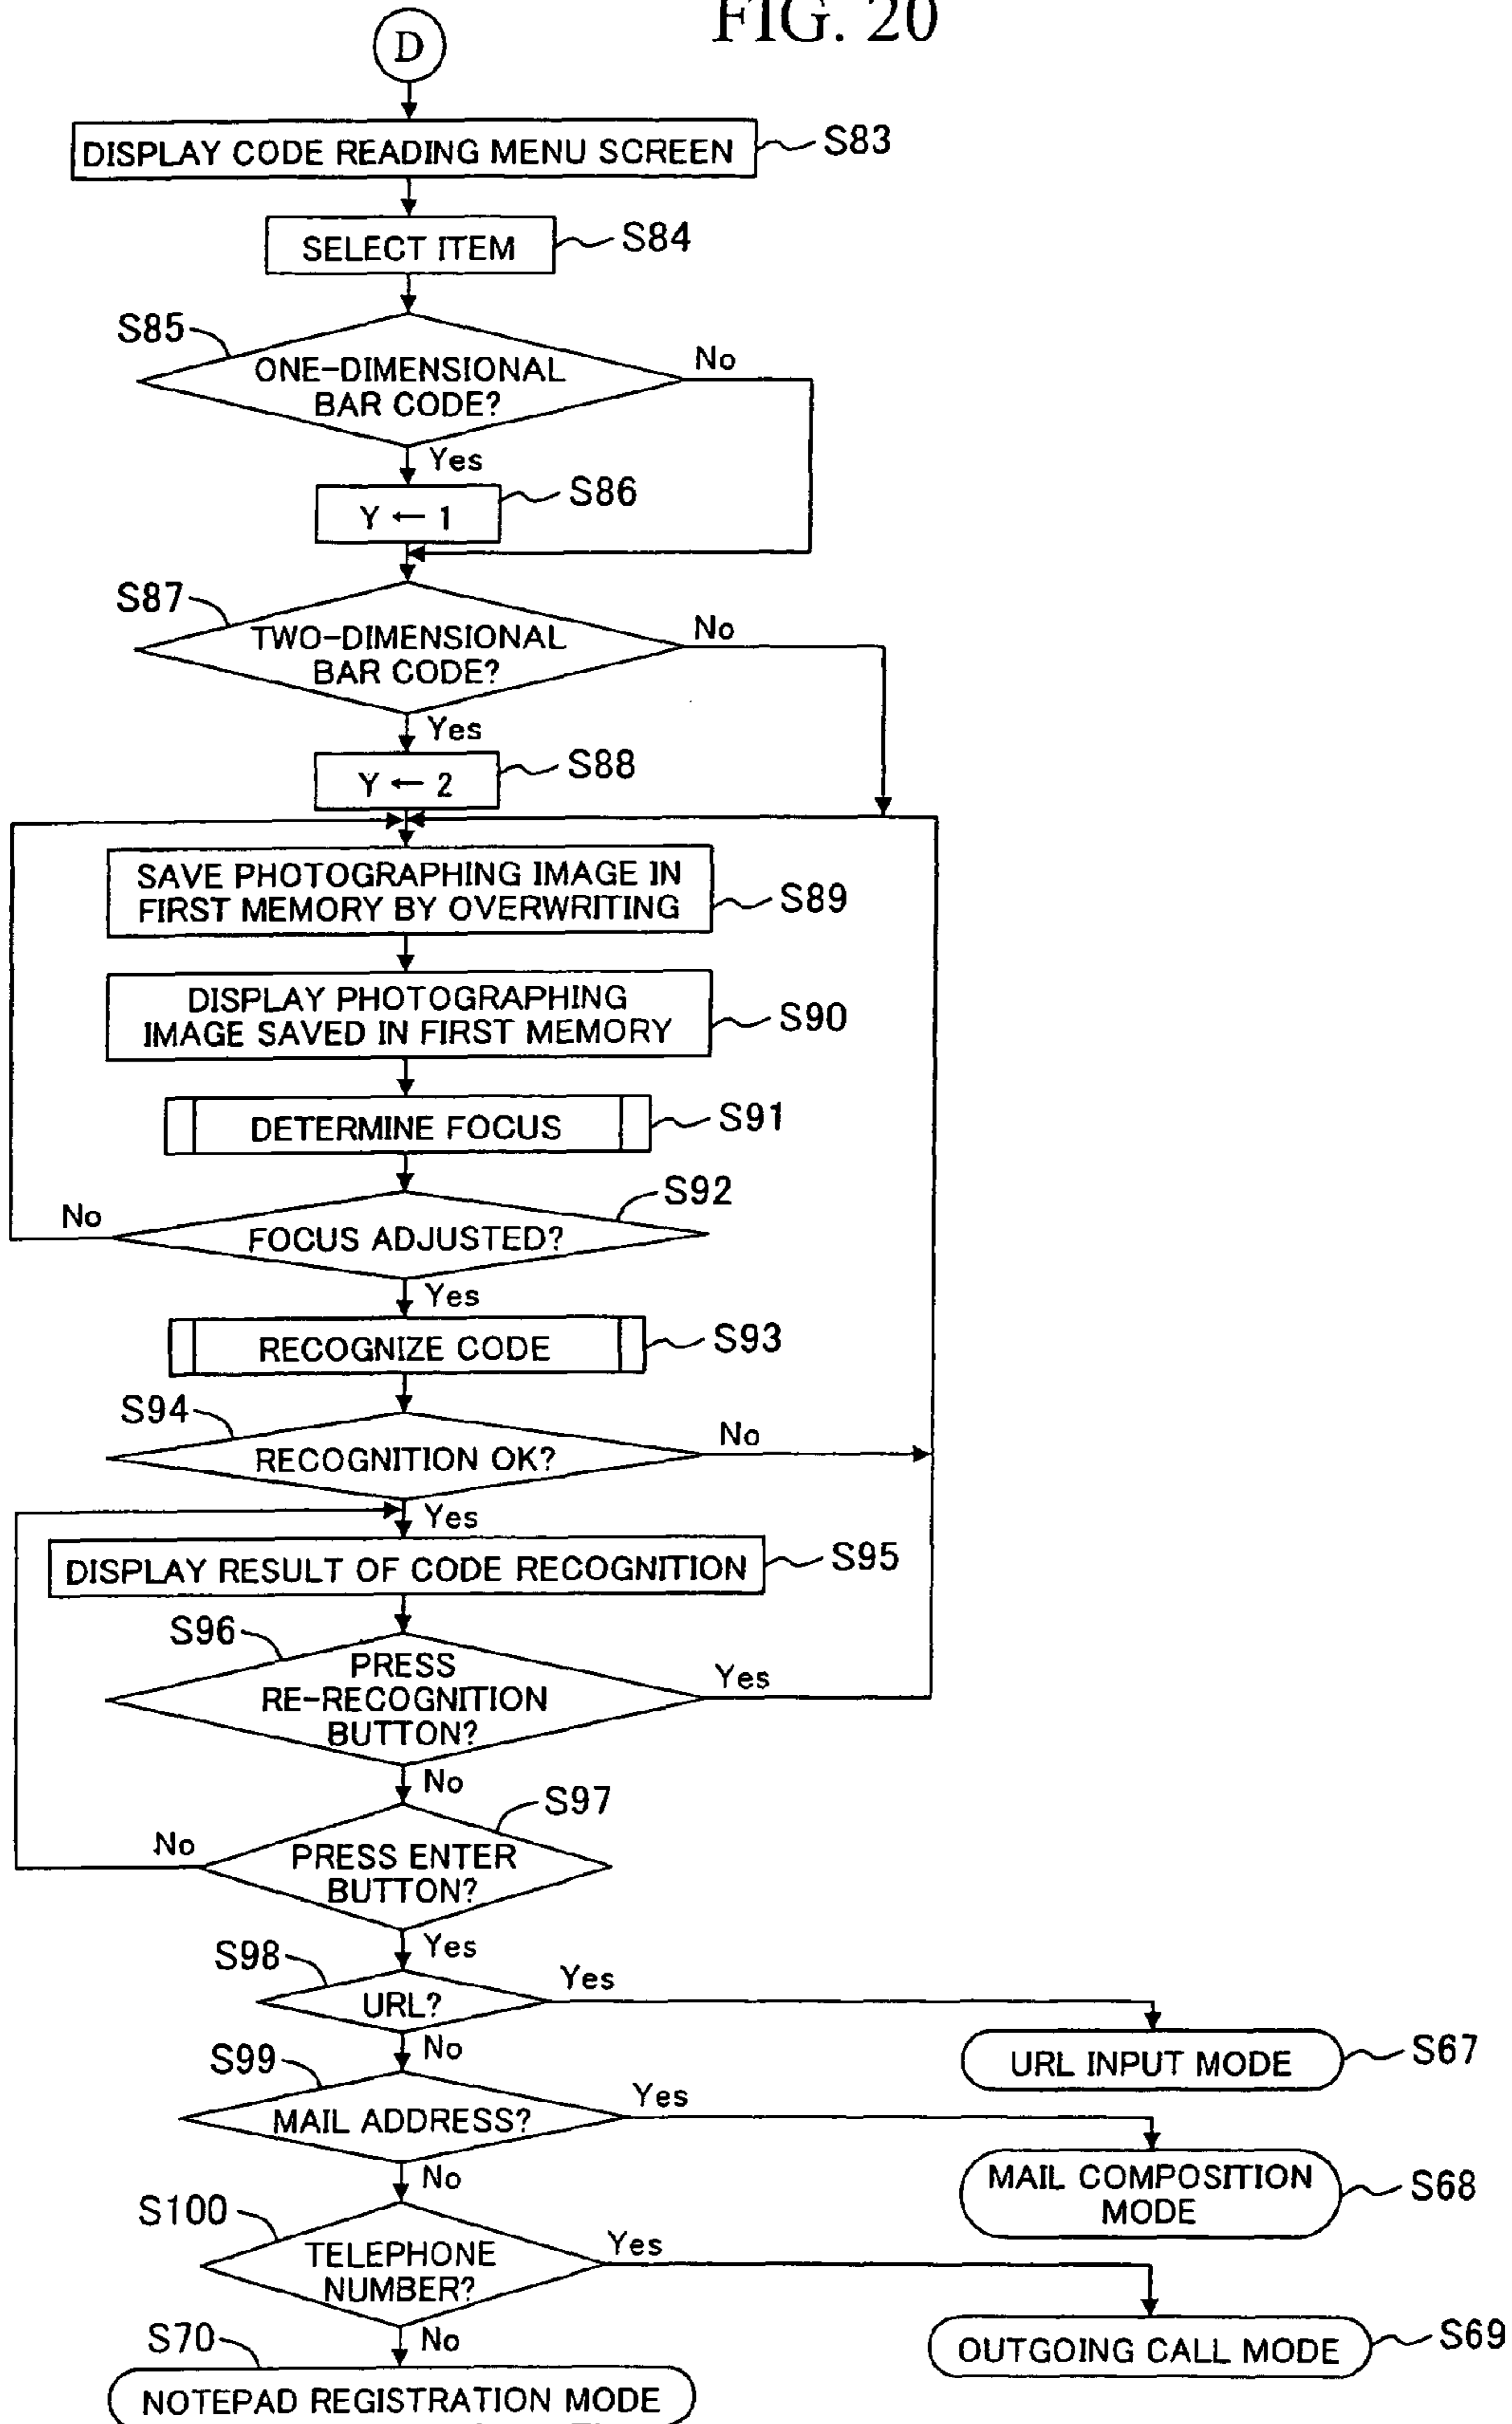 FIG. 20
D
DISPLAY CODE READING MENU SCREEN
S83
SELECT ITEM
S84
S85
ONE-DIMENSIONAL
BAR CODE?
No
Yes
S86
Y ← 1
S87
TWO-DIMENSIONAL
BAR CODE?
No
Yes
S88
Y ← 2
SAVE PHOTOGRAPHING IMAGE IN
FIRST MEMORY BY OVERWRITING
S89
DISPLAY PHOTOGRAPHING
IMAGE SAVED IN FIRST MEMORY
S90
DETERMINE FOCUS
S91
S92
No
FOCUS ADJUSTED?
Yes
RECOGNIZE CODE
S93
S94
RECOGNITION OK?
No
Yes
DISPLAY RESULT OF CODE RECOGNITION
S95
S96
PRESS
RE-RECOGNITION
BUTTON?
Yes
No
S97
No
PRESS ENTER
BUTTON?
Yes
S98
URL?
Yes
No
URL INPUT MODE
S67
S99
MAIL ADDRESS?
Yes
No
MAIL COMPOSITION
MODE
S68
S100
TELEPHONE
NUMBER?
Yes
No
OUTGOING CALL MODE
S69
S70
NOTEPAD REGISTRATION MODE